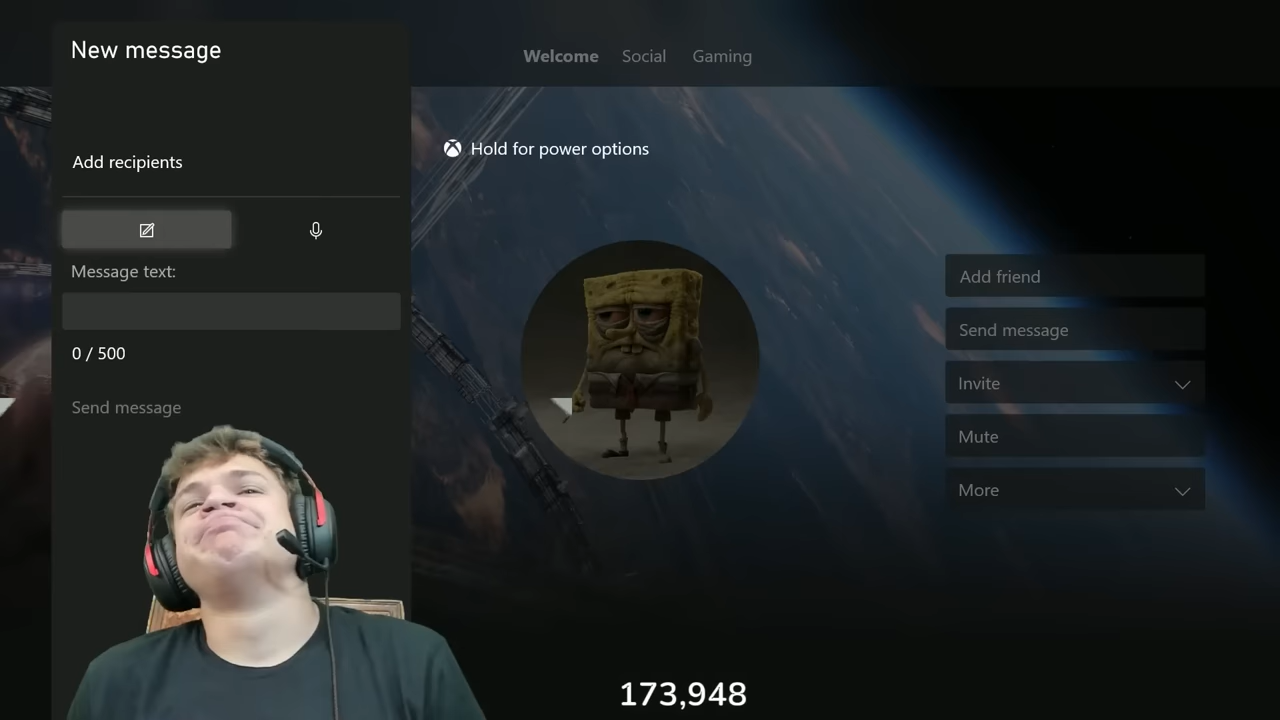 New message
Welcome Social Gaming
Hold for power options
Add recipients
Message text:
0 / 500
Send message
Add friend
Send message
Invite
Mute
More
173,948